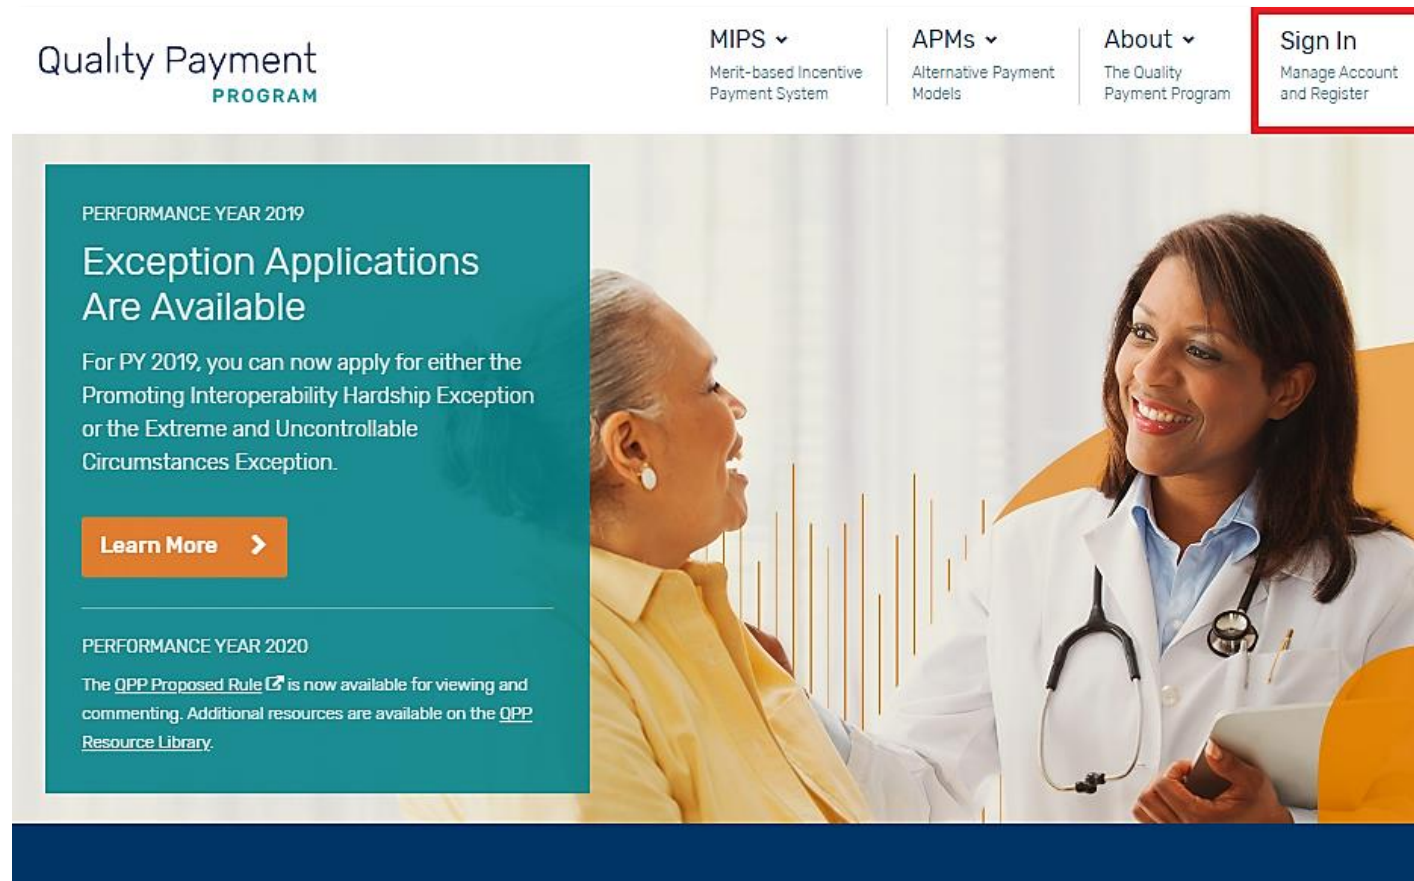 Quality Payment
PROGRAM
MIPS
Merit-based Incentive
Payment System
APMs
Alternative Payment
Models
About
The Quality
Payment Program
Sign In
Manage Account
and Register
PERFORMANCE YEAR 2019
Exception Applications
Are Available
For PY 2019, you can now apply for either the
Promoting Interoperability Hardship Exception
or the Extreme and Uncontrollable
Circumstances Exception.
Learn More
PERFORMANCE YEAR 2020
The QPP Proposed Rule is now available for viewing and
commenting. Additional resources are available on the QPP
Resource Library.